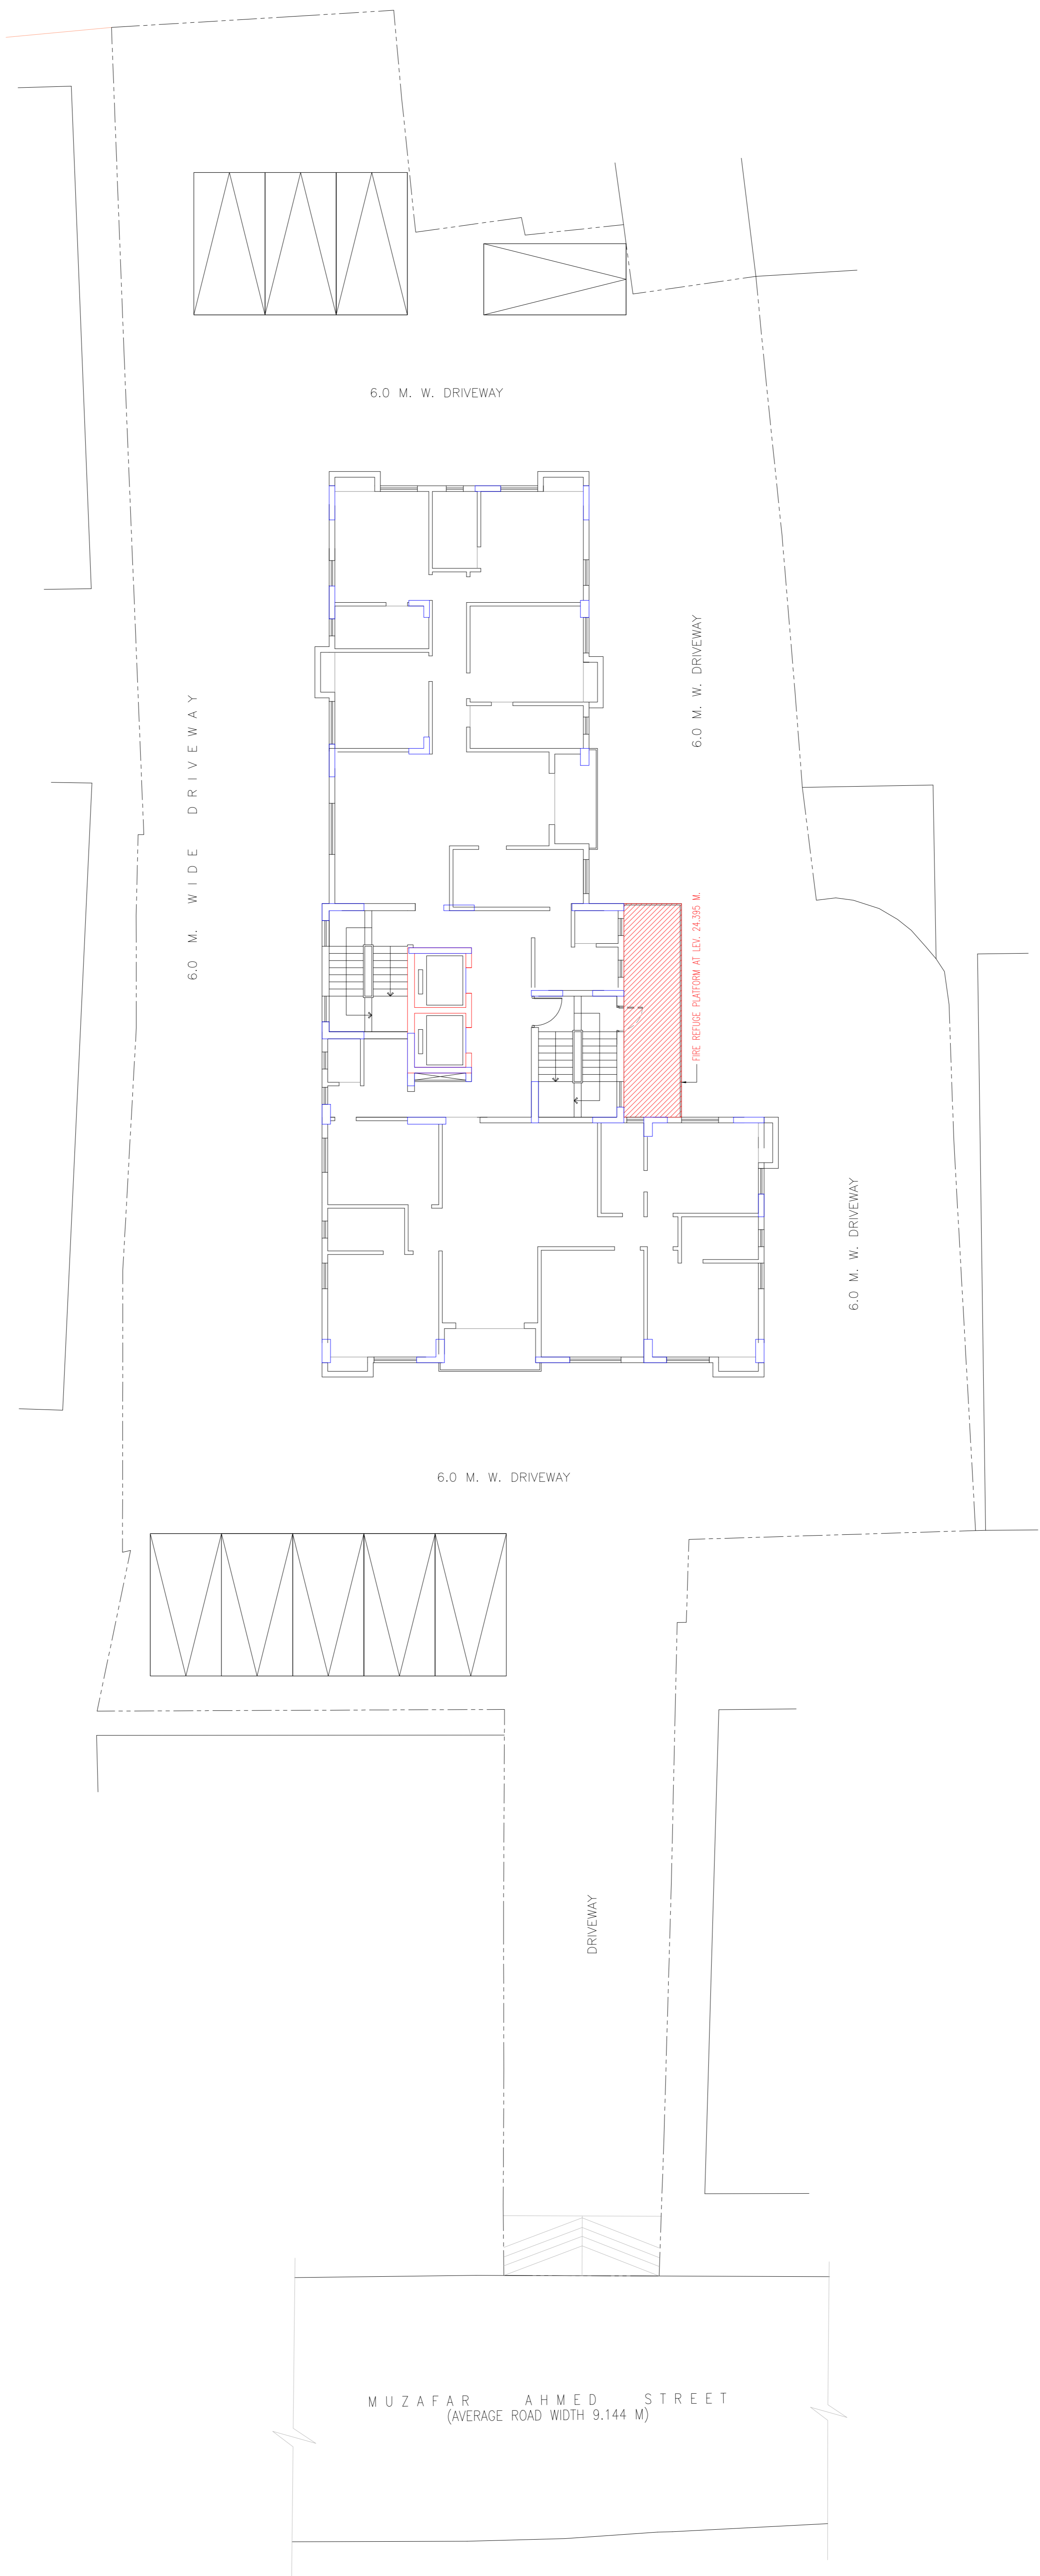 6.0 M. W. DRIVEWAY
6.0 M. WIDE DRIVEWAY
6.0 M. W. DRIVEWAY
FIRE REFUGE PLATFORM AT LEV. 24.395 M.
6.0 M. W. DRIVEWAY
6.0 M. W. DRIVEWAY
DRIVEWAY
MUZAFAR AHMED STREET
(AVERAGE ROAD WIDTH 9.144 M)